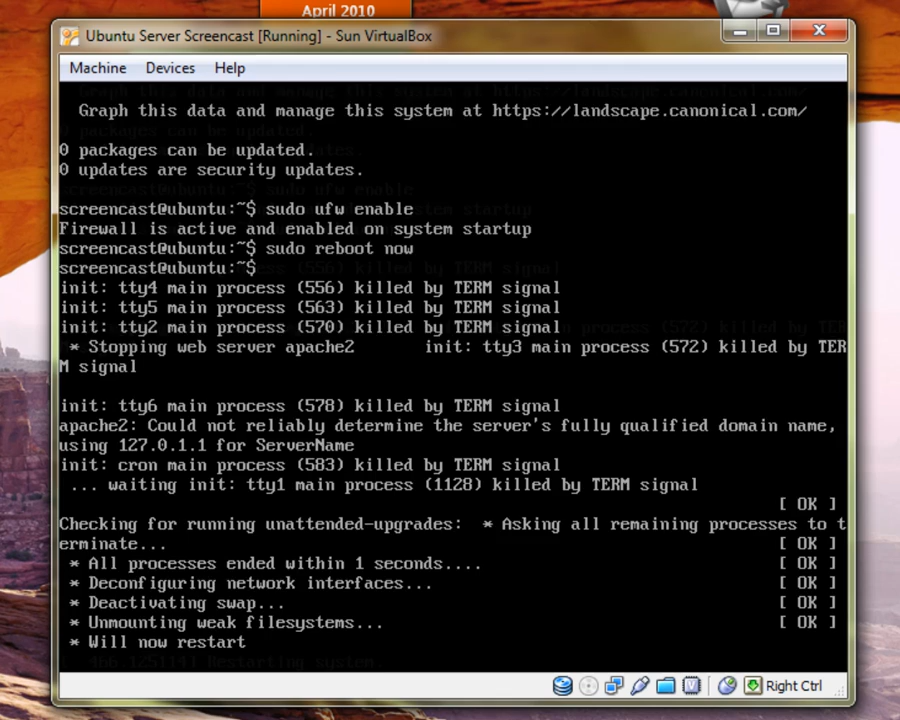 April 2010
Ubuntu Server Screencast [Running] - Sun VirtualBox
Machine Devices Help
Graph this data and manage this system at https://landscape.canonical.com/
0 packages can be updated.
0 updates are security updates.
screencast@ubuntu:~$ sudo ufw enable
Firewall is active and enabled on system startup
screencast@ubuntu:~$ sudo reboot now
screencast@ubuntu:~$
init: tty4 main process (556) killed by TERM signal
init: tty5 main process (563) killed by TERM signal
init: tty2 main process (570) killed by TERM signal
* Stopping web server apache2 init: tty3 main process (572) killed by TER
M signal
init: tty6 main process (578) killed by TERM signal
apache2: Could not reliably determine the server's fully qualified domain name,
using 127.0.1.1 for ServerName
init: cron main process (583) killed by TERM signal
... waiting init: tty1 main process (1128) killed by TERM signal
[ OK ]
Checking for running unattended-upgrades: * Asking all remaining processes to t
erminate... [ OK ]
* All processes ended within 1 seconds.... [ OK ]
* Deconfiguring network interfaces... [ OK ]
* Deactivating swap... [ OK ]
* Unmounting weak filesystems... [ OK ]
* Will now restart
Right Ctrl